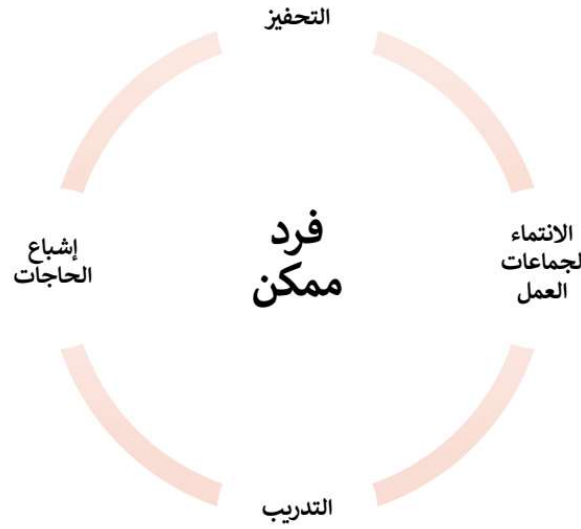 التحفيز
الانتماء
لجماعات
العمل
فرد
ممكن
إشباع
الحاجات
التدريب